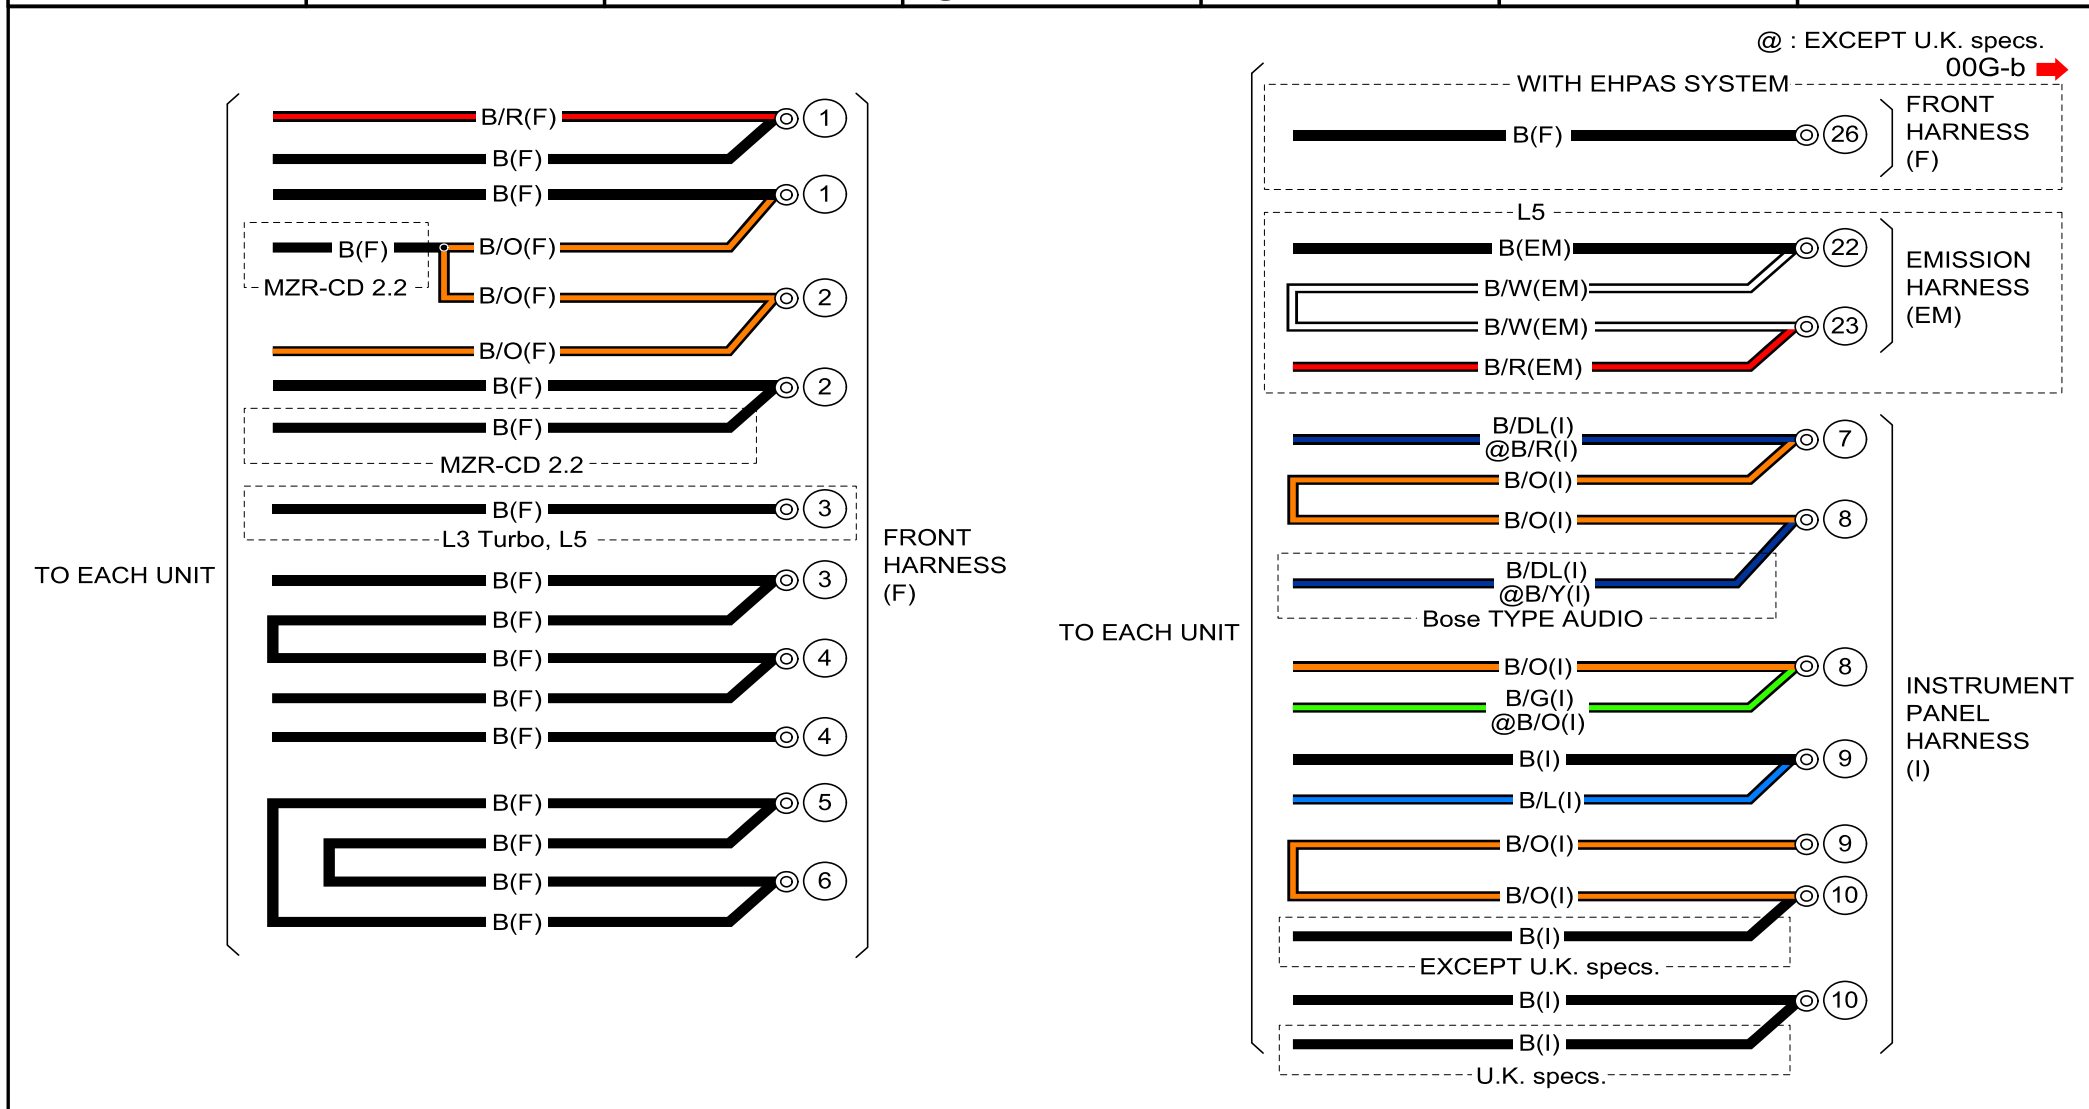 @ : EXCEPT U.K. specs.
00G-b
TO EACH UNIT
B/R(F)
1
B(F)
B(F)
1
B(F)
B/O(F)
MZR-CD 2.2
B/O(F)
2
B/O(F)
B(F)
2
B(F)
MZR-CD 2.2
B(F)
3
L3 Turbo, L5
B(F)
3
B(F)
B(F)
4
B(F)
B(F)
4
B(F)
5
B(F)
B(F)
6
B(F)
FRONT
HARNESS
(F)
TO EACH UNIT
WITH EHPAS SYSTEM
B(F)
26
FRONT
HARNESS
(F)
L5
B(EM)
22
B/W(EM)
B/W(EM)
23
B/R(EM)
EMISSION
HARNESS
(EM)
B/DL(I)
@B/R(I)
7
B/O(I)
B/O(I)
8
B/DL(I)
@B/Y(I)
Bose TYPE AUDIO
B/O(I)
8
B/G(I)
@B/O(I)
B(I)
9
B/L(I)
B/O(I)
9
B/O(I)
10
B(I)
EXCEPT U.K. specs.
B(I)
10
B(I)
U.K. specs.
INSTRUMENT
PANEL
HARNESS
(I)